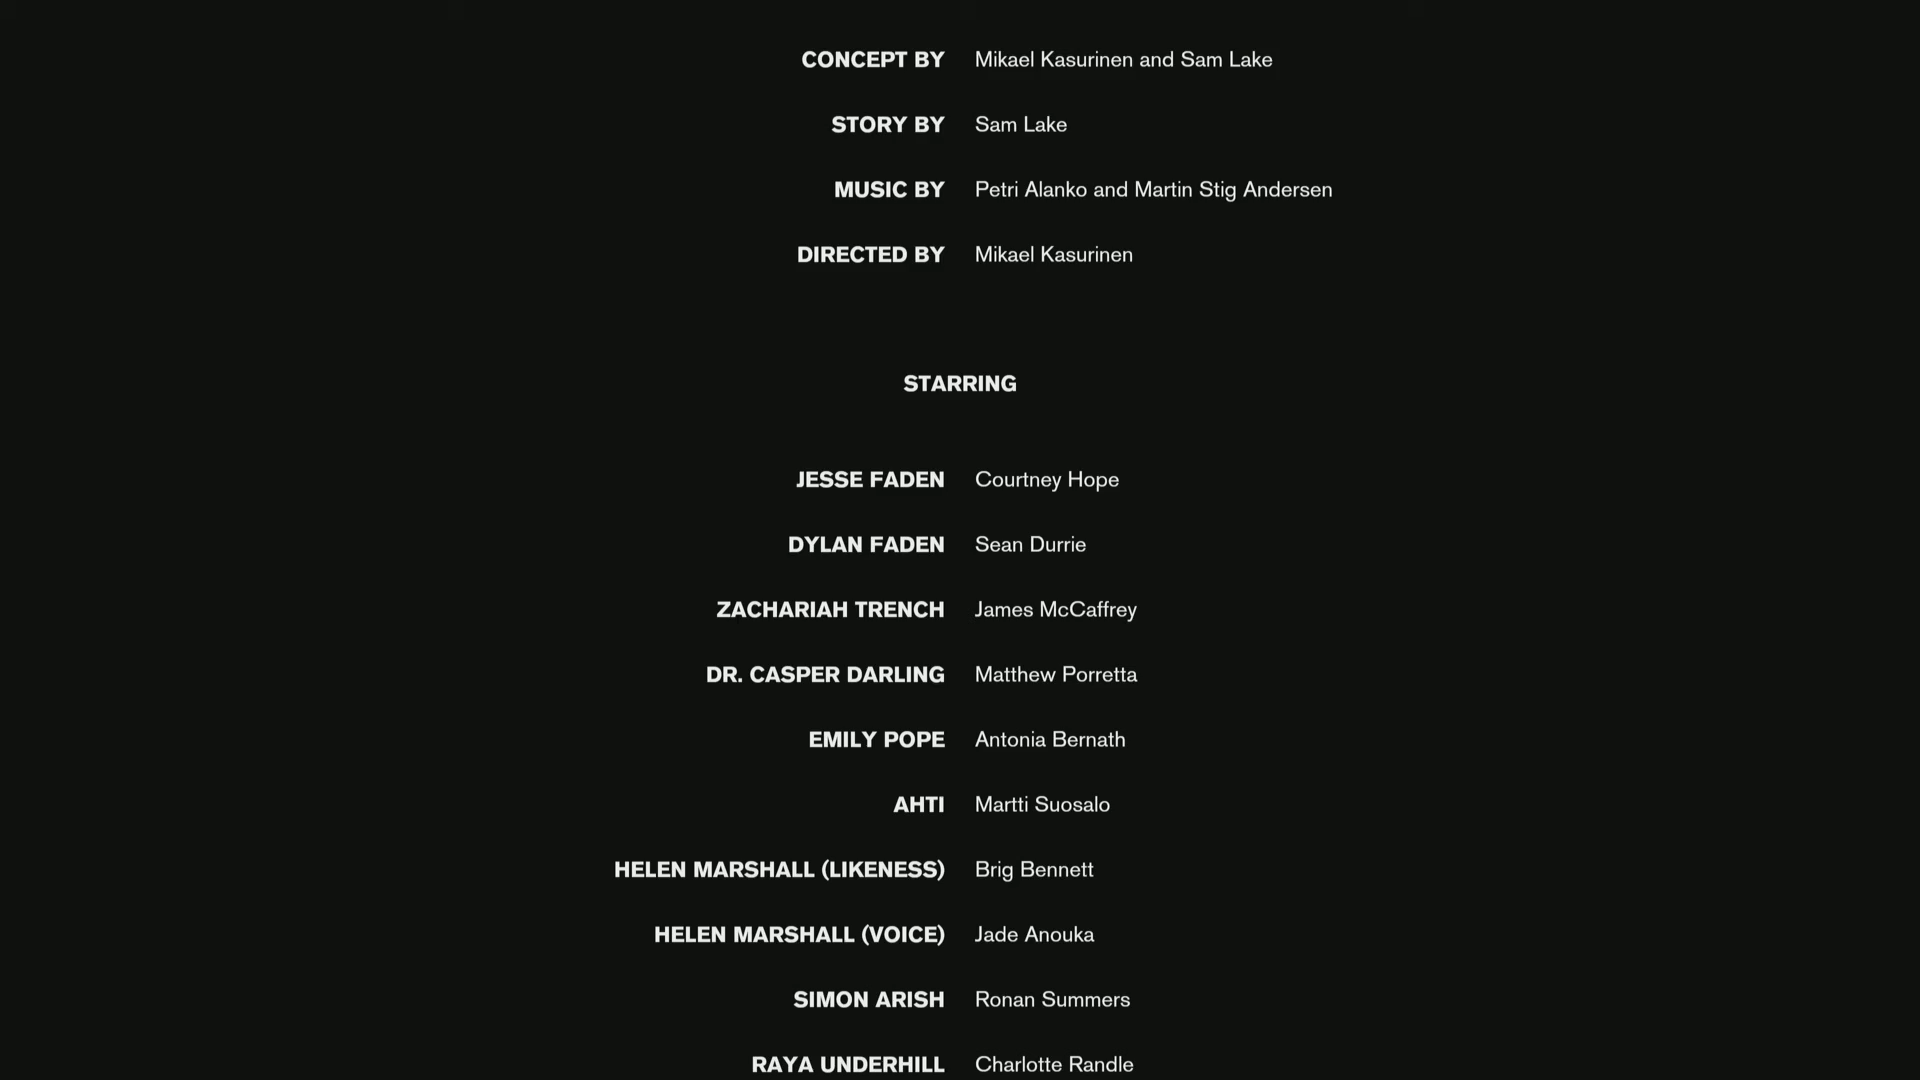 CONCEPT BY Mikael Kasurinen and Sam Lake
STORY BY Sam Lake
MUSIC BY Petri Alanko and Martin Stig Andersen
DIRECTED BY Mikael Kasurinen
STARRING
JESSE FADEN Courtney Hope
DYLAN FADEN Sean Durrie
ZACHARIAH TRENCH James McCaffrey
DR. CASPER DARLING Matthew Porretta
EMILY POPE Antonia Bernath
AHTI Martti Suosalo
HELEN MARSHALL (LIKENESS) Brig Bennett
HELEN MARSHALL (VOICE) Jade Anouka
SIMON ARISH Ronan Summers
RAYA UNDERHILL Charlotte Randle